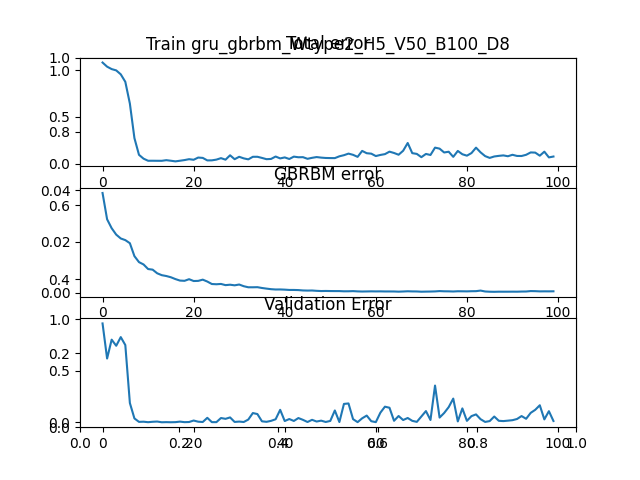 Train gru_gbrbm_Wtype2_H5_V50_B100_D8
Total error
1.0
1.0
0.5
0.8
0.0
0 20 40 60 80 100
GBRBM error
0.04
0.6
0.02
0.4
0.00
0 20 40 60 80 100
Validation Error
1.0
0.2
0.5
0.0
0.0
0.0 0 0.2 20 0.4 40 0.6 60 80 0.8 100 1.0